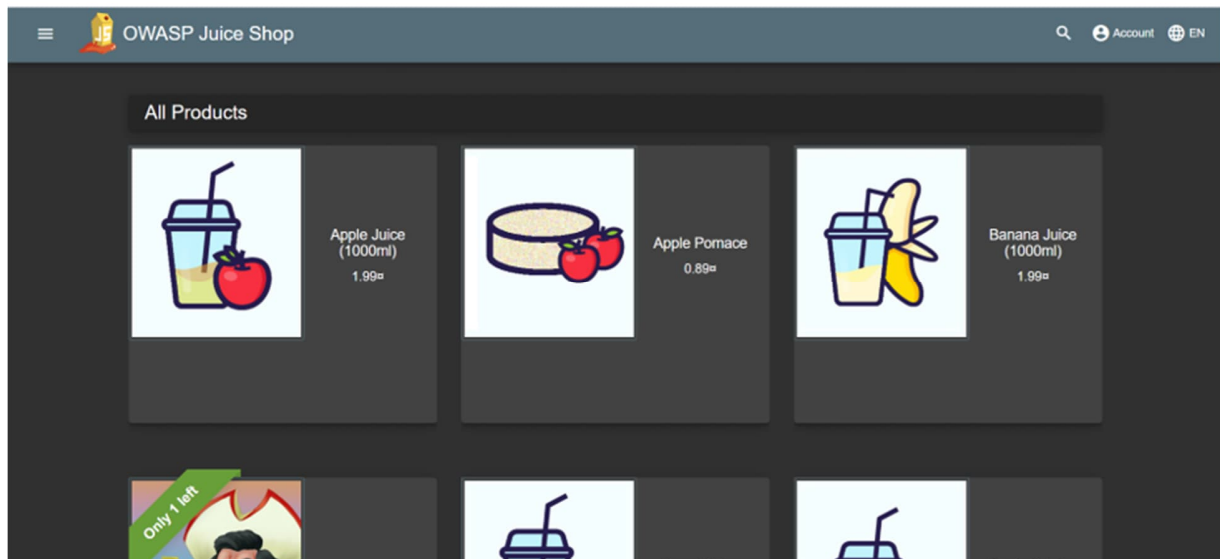 OWASP Juice Shop
Account
EN
All Products
Apple Juice
(1000ml)
1.99¤
Apple Pomace
0.89¤
Banana Juice
(1000ml)
1.99¤
Only 1 left